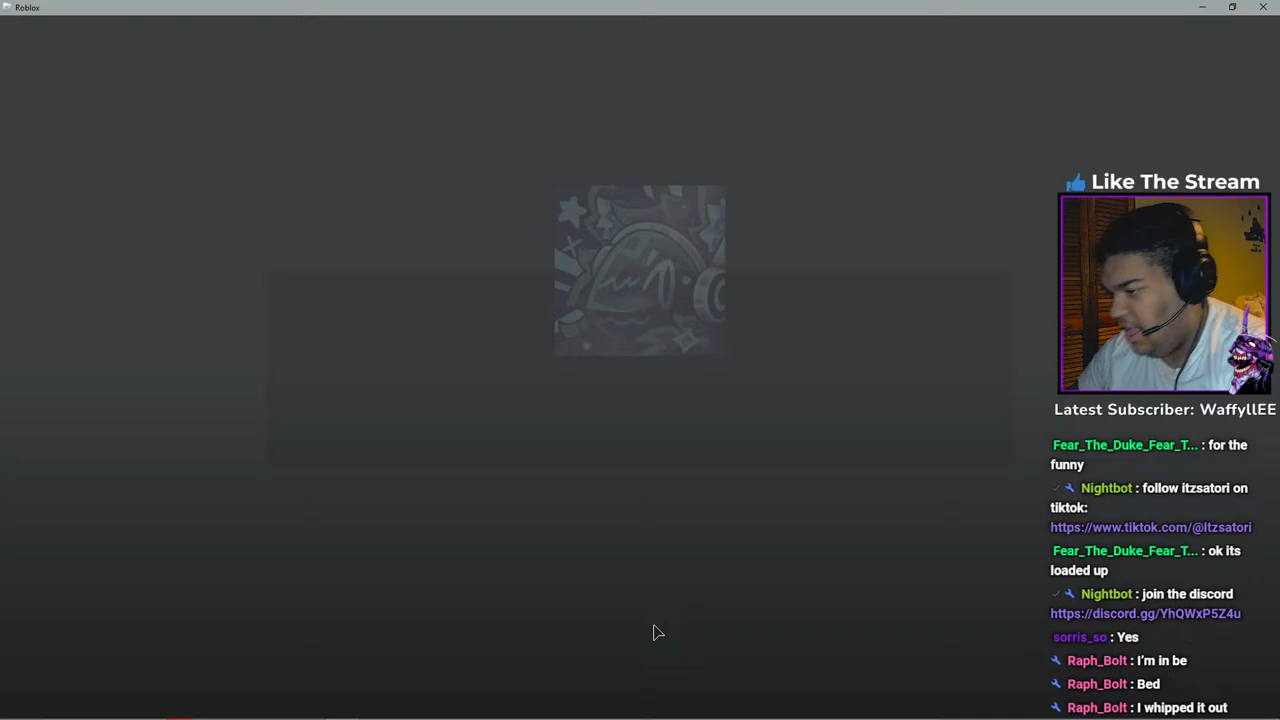 Roblox
Like The Stream
Latest Subscriber: WaffyllEE
Fear_The_Duke_Fear_T... : for the
funny
Nightbot : follow itzsatori on
tiktok:
https://www.tiktok.com/@Itzsatori
Fear_The_Duke_Fear_T... : ok its
loaded up
Nightbot : join the discord
https://discord.gg/YhQWxP5Z4u
sorris_so : Yes
Raph_Bolt : I'm in be
Raph_Bolt : Bed
Raph_Bolt : I whipped it out